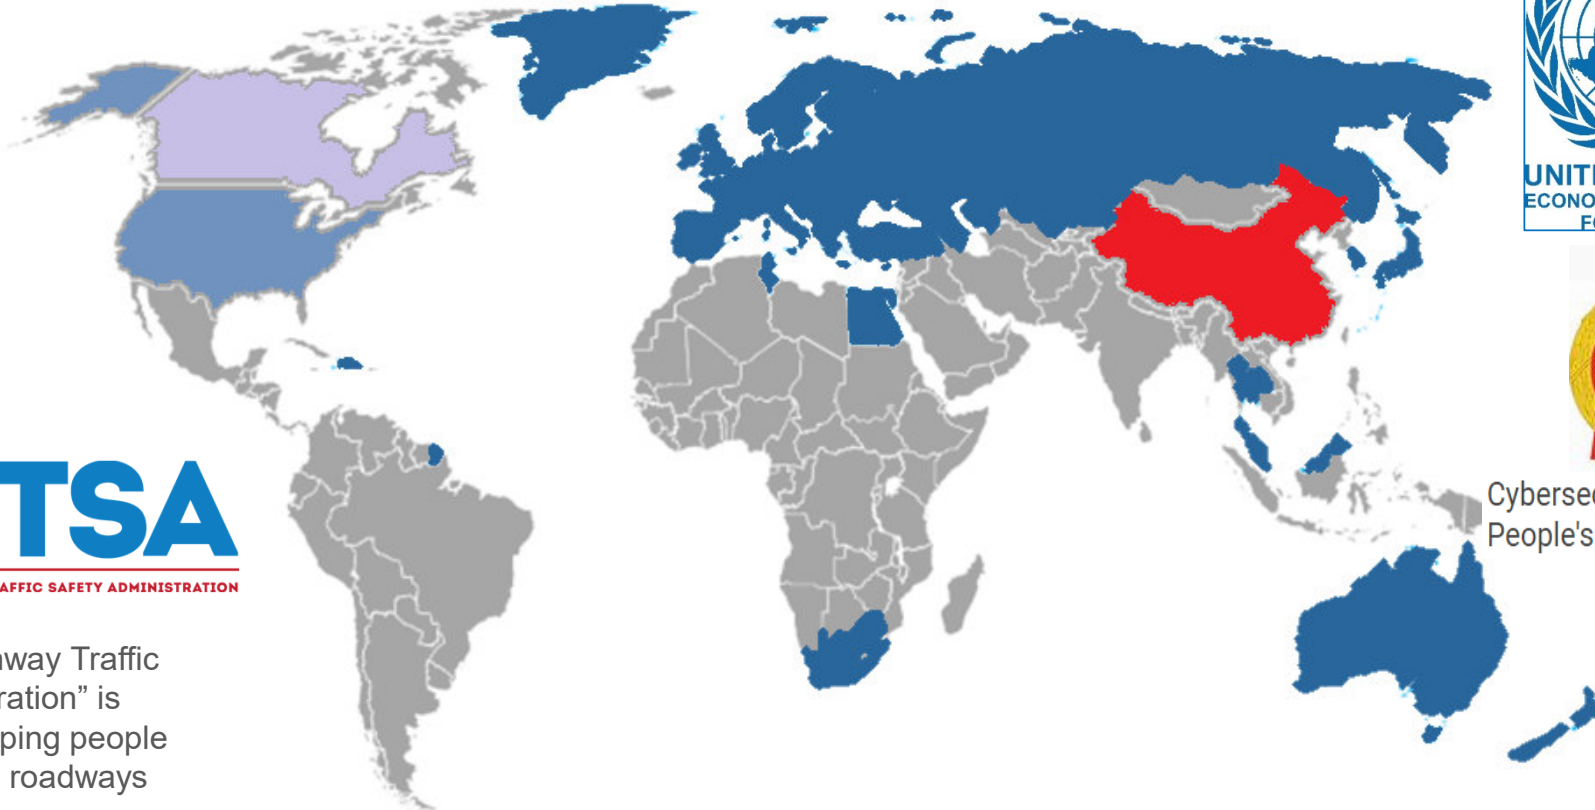 TSA
AFFIC SAFETY ADMINISTRATION
way Traffic
ration” is
ping people
roadways
UNIT
ECONO
F
Cyberse
People's